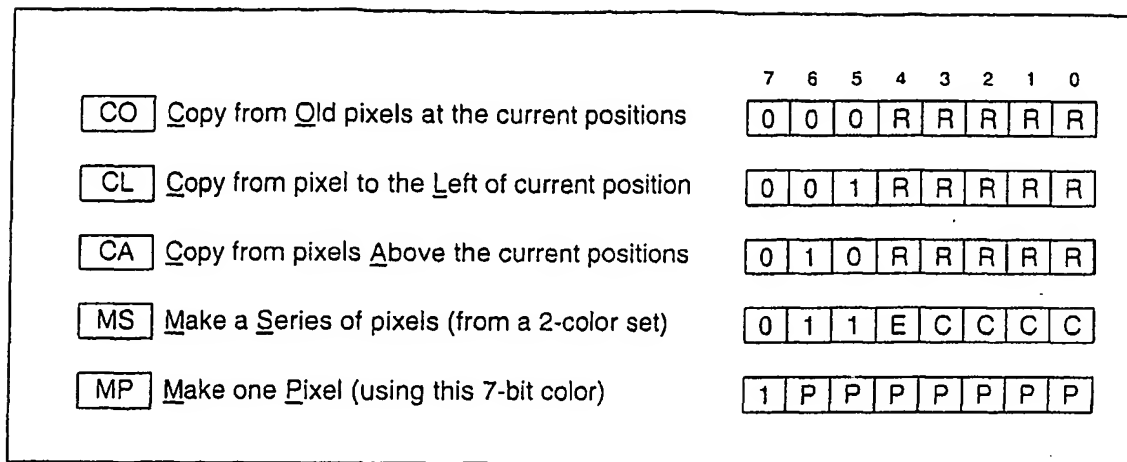 7 6 5 4 3 2 1 0
CO Copy from Old pixels at the current positions 0 0 0 R R R R R
CL Copy from pixel to the Left of current position 0 0 1 R R R R R
CA Copy from pixels Above the current positions 0 1 0 R R R R R
MS Make a Series of pixels (from a 2-color set) 0 1 1 E C C C C
MP Make one Pixel (using this 7-bit color) 1 P P P P P P P